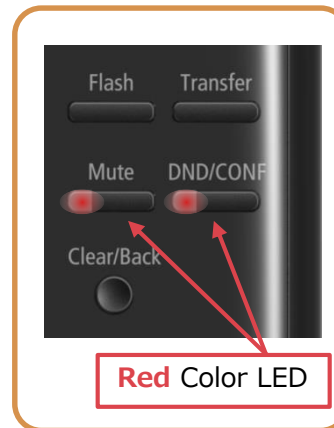 Flash Transfer
Mute DND/CONF
Clear/Back
Red Color LED